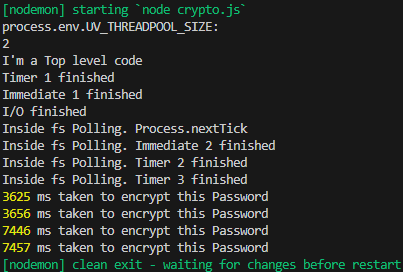 [nodemon] starting `node crypto.js`
process.env.UV_THREADPOOL_SIZE:
2
I'm a Top level code
Timer 1 finished
Immediate 1 finished
I/O finished
Inside fs Polling. Process.nextTick
Inside fs Polling. Immediate 2 finished
Inside fs Polling. Timer 2 finished
Inside fs Polling. Timer 3 finished
3625 ms taken to encrypt this Password
3656 ms taken to encrypt this Password
7446 ms taken to encrypt this Password
7457 ms taken to encrypt this Password
[nodemon] clean exit - waiting for changes before restart